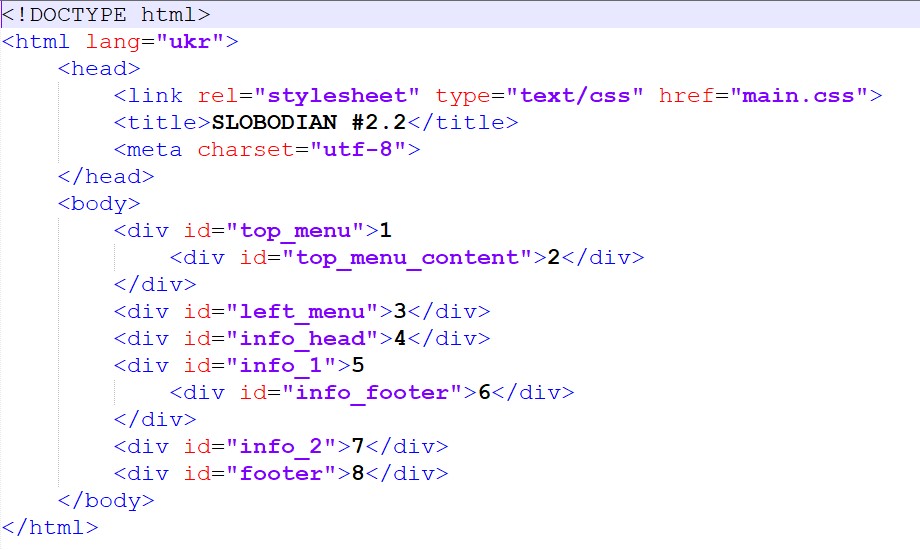 <!DOCTYPE html>
<html lang="ukr">
    <head>
        <link rel="stylesheet" type="text/css" href="main.css">
        <title>SLOBODIAN #2.2</title>
        <meta charset="utf-8">
    </head>
    <body>
        <div id="top_menu">1
            <div id="top_menu_content">2</div>
        </div>
        <div id="left_menu">3</div>
        <div id="info_head">4</div>
        <div id="info_1">5
            <div id="info_footer">6</div>
        </div>
        <div id="info_2">7</div>
        <div id="footer">8</div>
    </body>
</html>